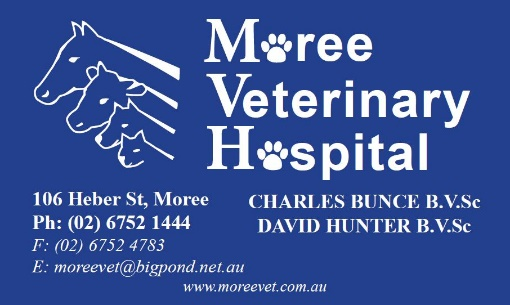 Moree
Veterinary
Hospital
106 Heber St, Moree
Ph: (02) 6752 1444
F: (02) 6752 4783
E: moreevet@bigpond.net.au
CHARLES BUNCE B.V.Sc
DAVID HUNTER B.V.Sc
www.moreevet.com.au